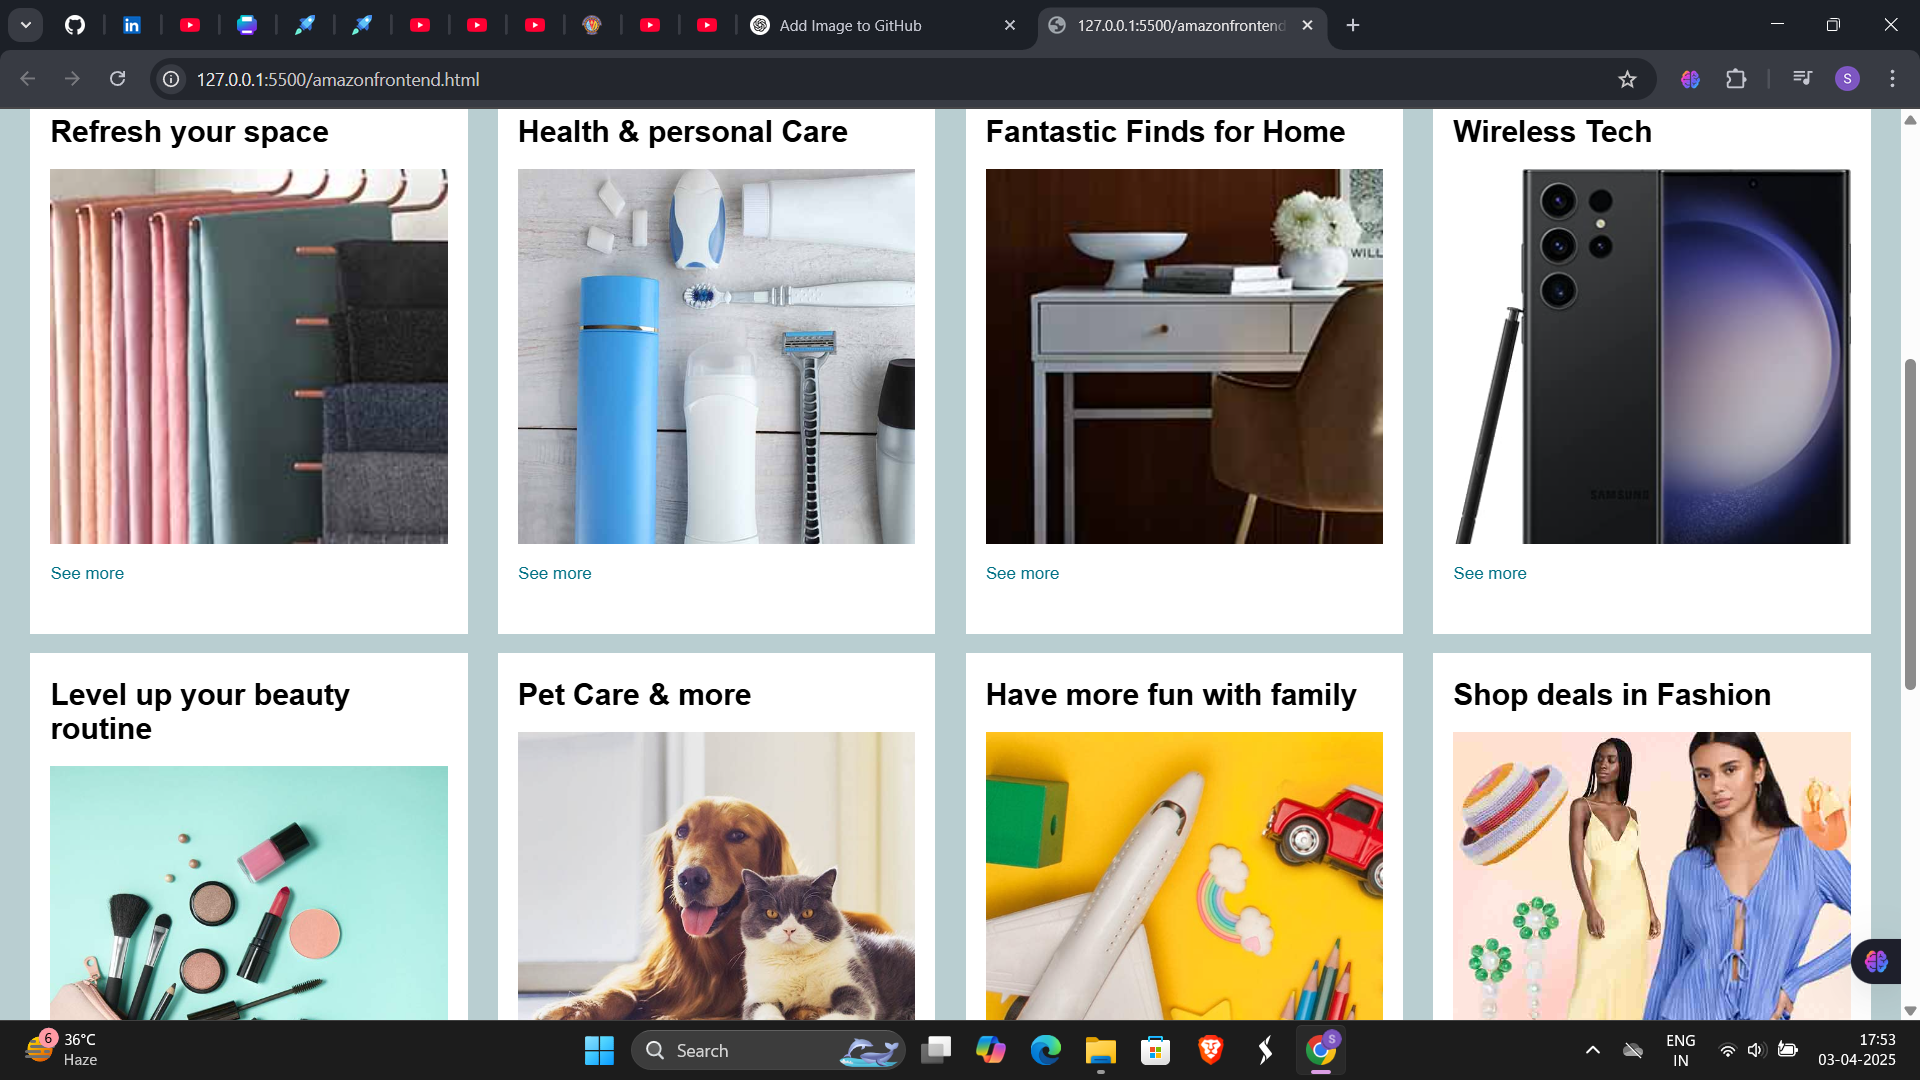 Add Image to GitHub
127.0.0.1:5500/amazonfrontend
127.0.0.1:5500/amazonfrontend.html
S
Refresh your space
Health & personal Care
Fantastic Finds for Home
Wireless Tech
WILL
SAMSUNG
See more
See more
See more
See more
Level up your beauty
routine
Pet Care & more
Have more fun with family
Shop deals in Fashion
6
36°C
Haze
Search
S
ENG
IN
17:53
03-04-2025